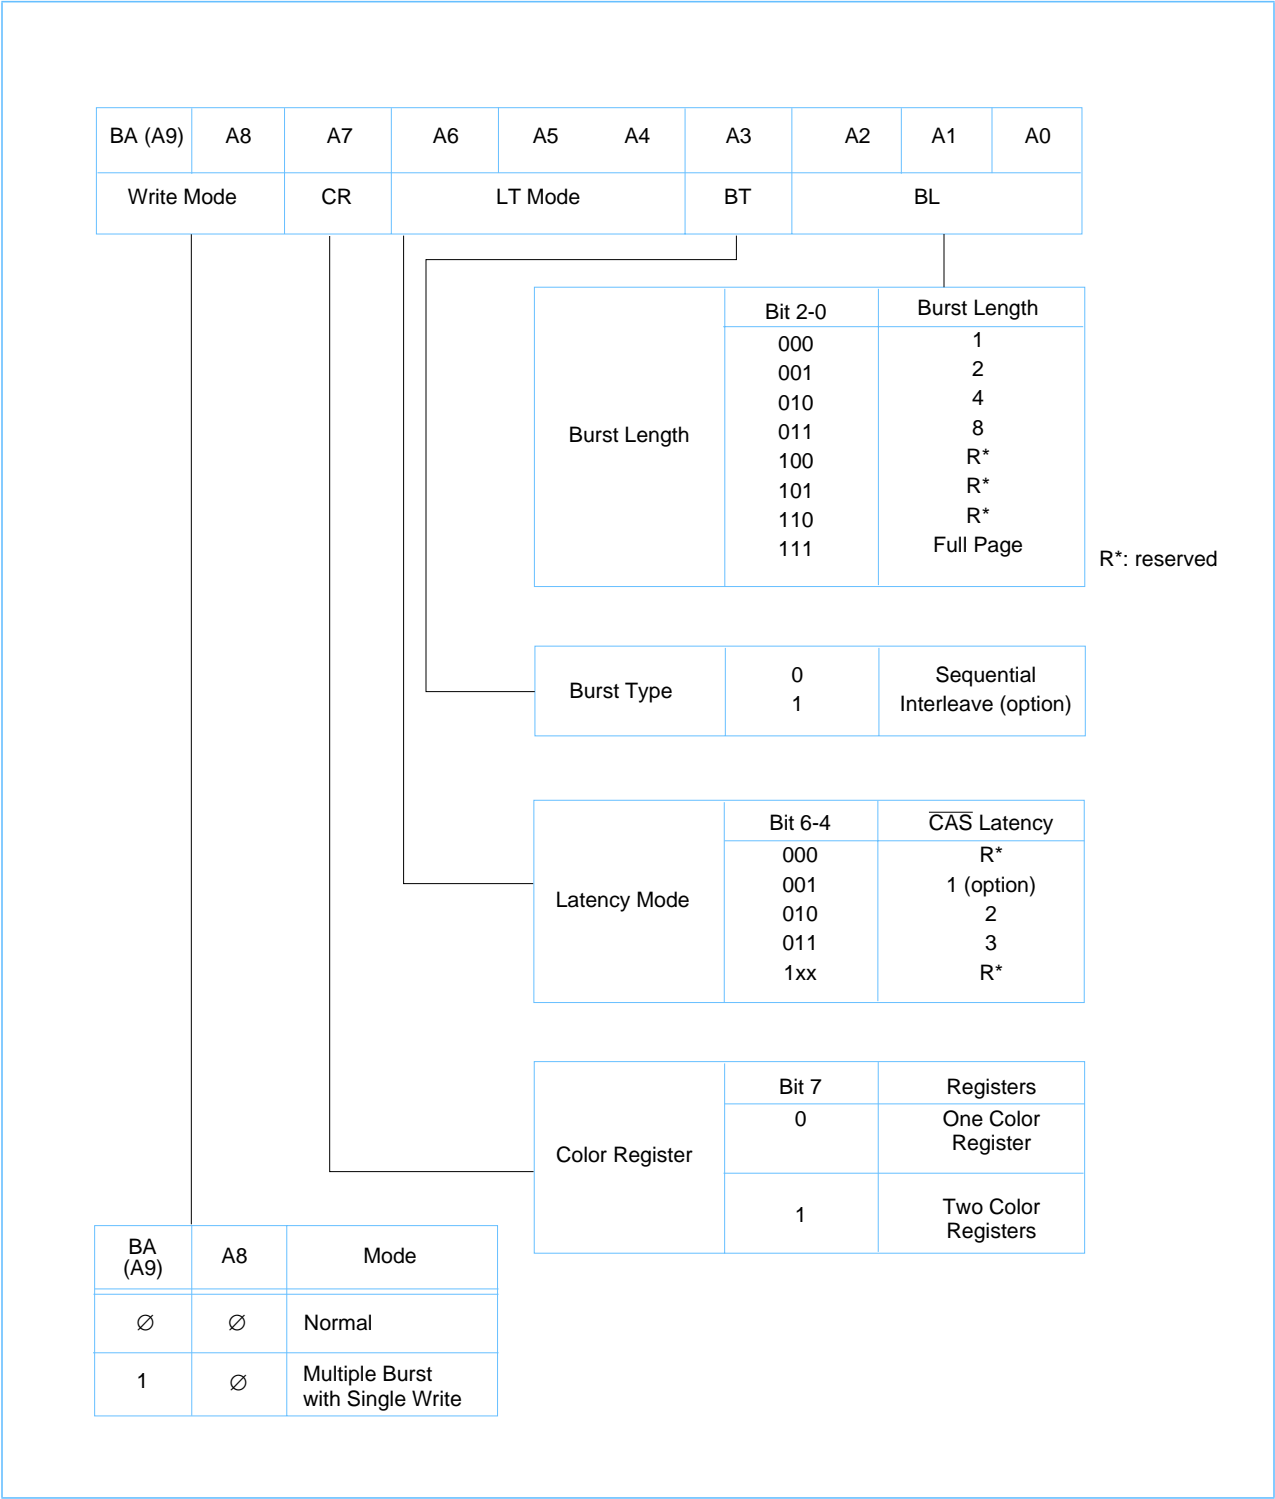 BA (A9) A8 A7 A6 A5 A4 A3 A2 A1 A0
Write Mode CR LT Mode BT BL
Burst Length
Bit 2-0 Burst Length
000 1
001 2
010 4
011 8
100 R*
101 R*
110 R*
111 Full Page
R*: reserved
Burst Type
0 Sequential
1 Interleave (option)
Latency Mode
Bit 6-4 CAS Latency
000 R*
001 1 (option)
010 2
011 3
1xx R*
Color Register
Bit 7 Registers
0 One Color
Register
1 Two Color
Registers
BA
(A9) A8 Mode
∅ ∅ Normal
1 ∅ Multiple Burst
with Single Write